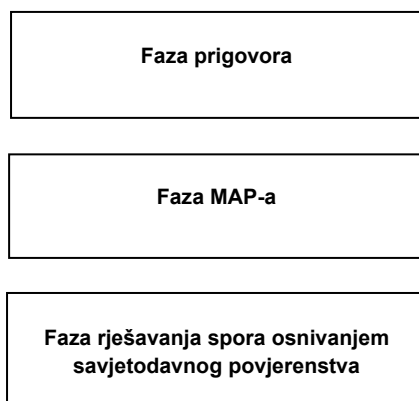 Faza prigovora
Faza MAP-a
Faza rješavanja spora osnivanjem
savjetodavnog povjerenstva